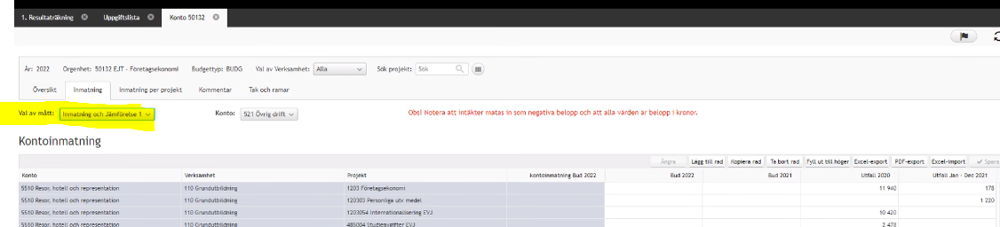 1. Resultaträkning Uppgiftslista Konto 50132
År: 2022 Orgenhet: 50132 EJT - Företagsekonomi Budgettyp: BUDG Val av Verksamhet: Alla Sök projekt: Sök
Översikt Inmatning Inmatning per projekt Kommentar Tak och ramar
Val av mått: Inmatning och Jämförelse 1 Konto: 521 Övrig drift Obs! Notera att intäkter matas in som negativa belopp och att alla värden är belopp i kronor.
Kontoinmatning
Ångra Lägg till rad Kopiera rad Ta bort rad Fyll ut till höger Excel-export PDF-export Excel-import Spara
Konto Verksamhet Projekt kontoinmatning Bud 2022 Bud 2022 Bud 2021 Utfall 2020 Utfall Jan - Dec 2021
5510 Resor, hotell och representation 110 Grundutbildning 1203 Företagsekonomi 11 940 178
5510 Resor, hotell och representation 110 Grundutbildning 120303 Personliga utv medel 1 220
5510 Resor, hotell och representation 110 Grundutbildning 1203054 Internationalisering EVJ 10 420
5510 Resor, hotell och representation 110 Grundutbildning 485004 Studieavgifter EVJ 2 478